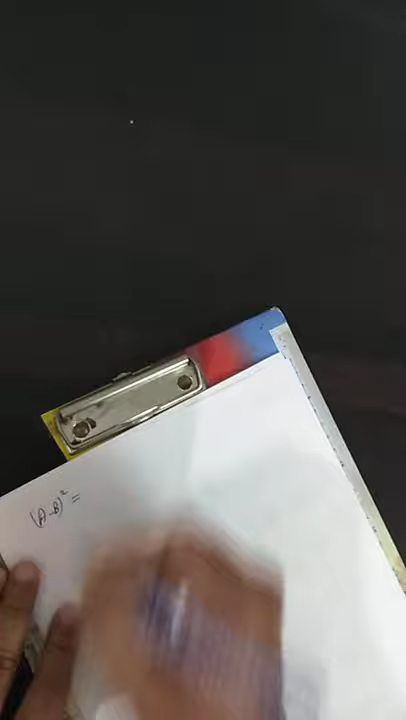 (A-B)² =